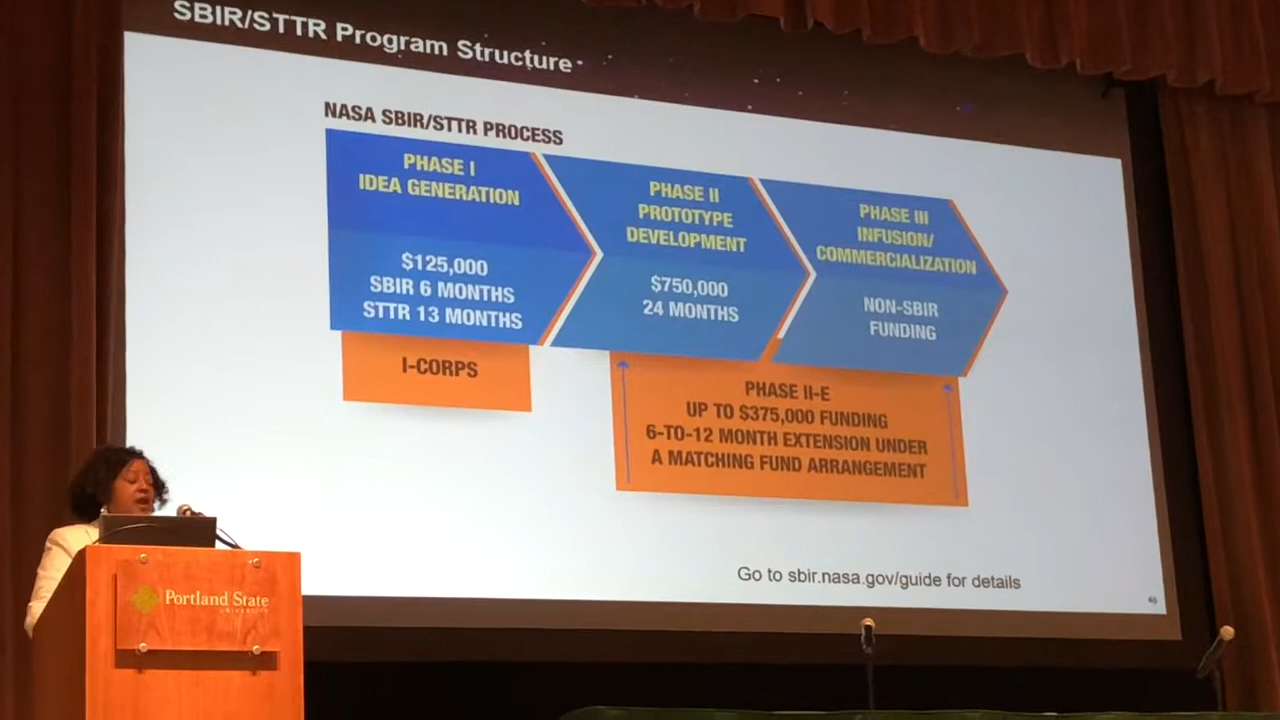 SBIR/STTR Program Structure
NASA SBIR/STTR PROCESS
PHASE I
IDEA GENERATION
$125,000
SBIR 6 MONTHS
STTR 13 MONTHS
I-CORPS
PHASE II
PROTOTYPE
DEVELOPMENT
$750,000
24 MONTHS
PHASE III
INFUSION/
COMMERCIALIZATION
NON-SBIR
FUNDING
PHASE II-E
UP TO $375,000 FUNDING
6-TO-12 MONTH EXTENSION UNDER
A MATCHING FUND ARRANGEMENT
Go to sbir.nasa.gov/guide for details
Portland State
UNIVERSITY